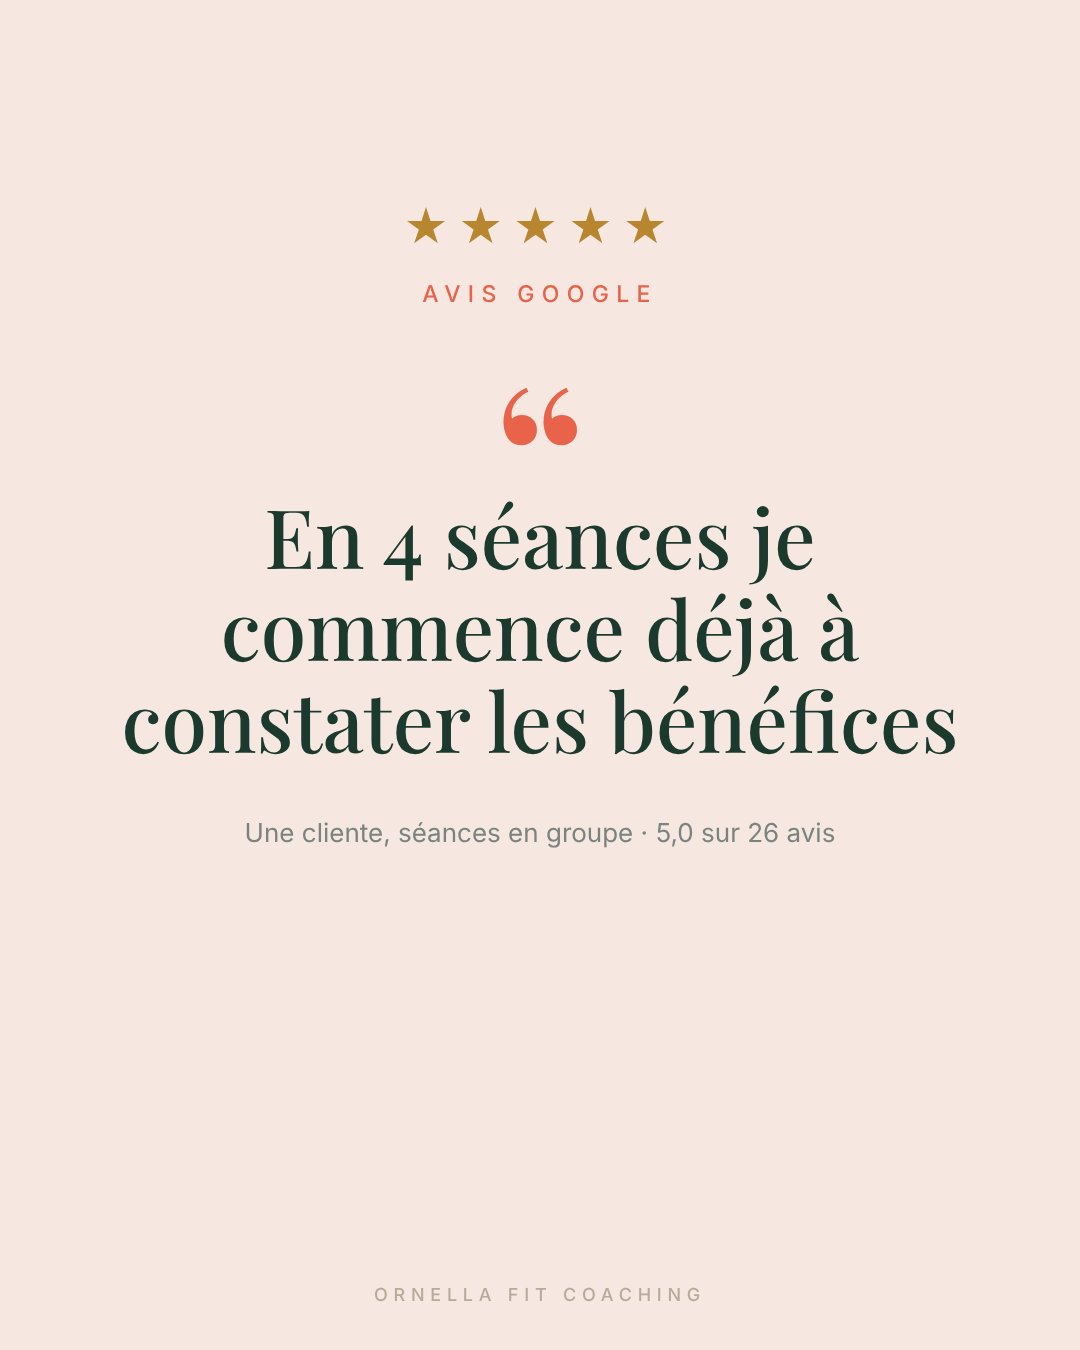 ★★★★★
AVIS GOOGLE
“
En 4 séances je
commence déjà à
constater les bénéfices
Une cliente, séances en groupe · 5,0 sur 26 avis
ORNELLA FIT COACHING